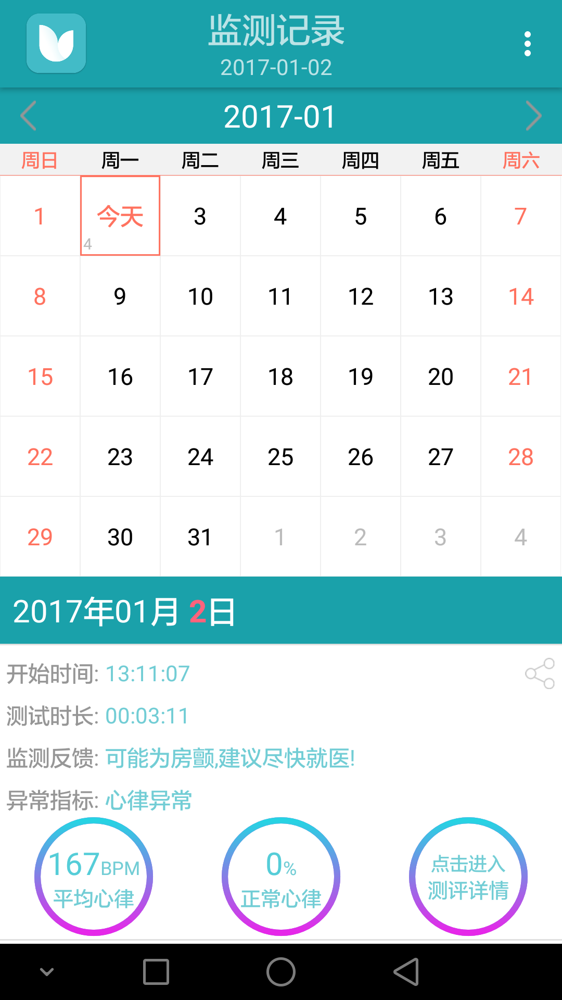 监测记录
2017-01-02
2017-01
周日 周一 周二 周三 周四 周五 周六
1 今天 3 4 5 6 7
4
8 9 10 11 12 13 14
15 16 17 18 19 20 21
22 23 24 25 26 27 28
29 30 31 1 2 3 4
2017年01月 2日
开始时间: 13:11:07
测试时长: 00:03:11
监测反馈: 可能为房颤,建议尽快就医!
异常指标: 心律异常
167BPM
平均心律
0%
正常心律
点击进入
测评详情